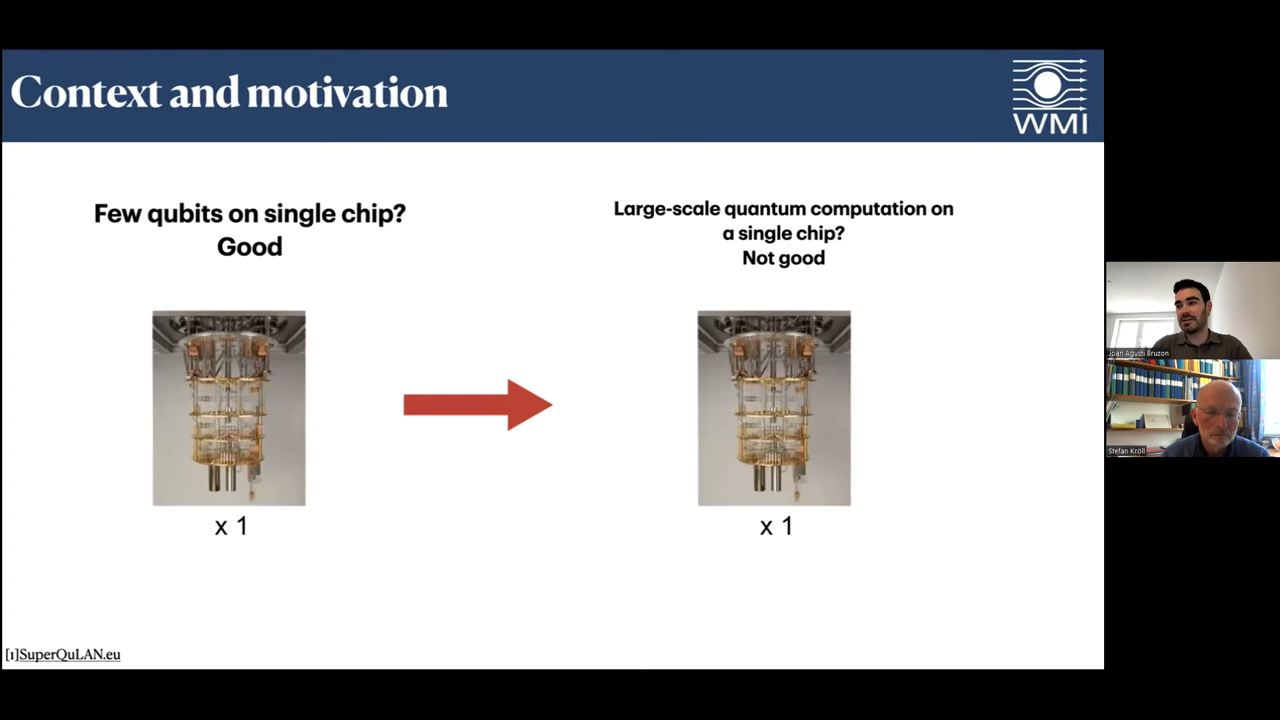 Context and motivation
WMI
Few qubits on single chip?
Good
Large-scale quantum computation on
a single chip?
Not good
x 1
x 1
[1]SuperQuLAN.eu
Joan Agustí Bruzon
Stefan Kröll